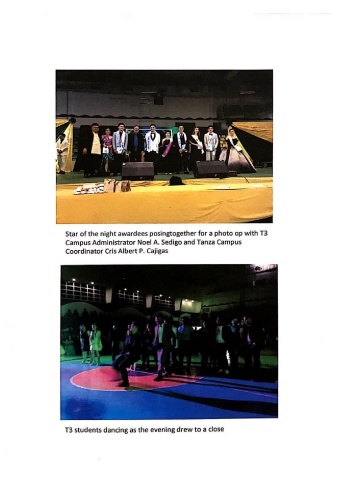 Star of the night awardees posingtogether for a photo op with T3
Campus Administrator Noel A. Sedigo and Tanza Campus
Coordinator Cris Albert P. Cajigas
T3 students dancing as the evening drew to a close